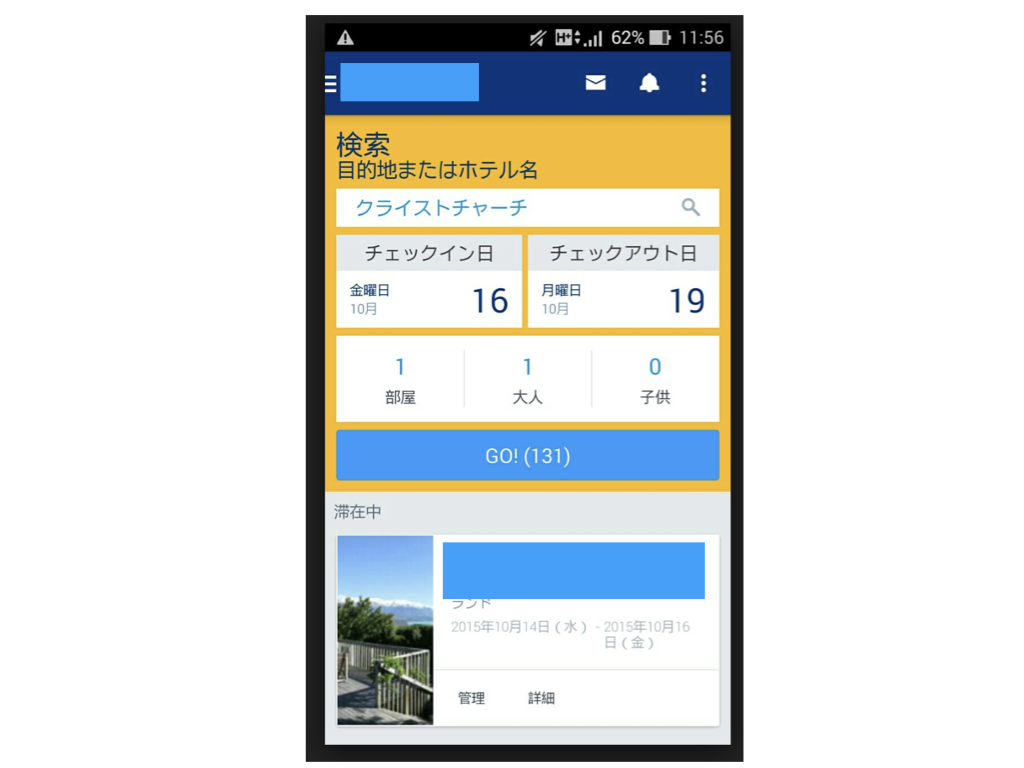 H+ 62% 11:56
検索
目的地またはホテル名
クライストチャーチ
チェックイン日 チェックアウト日
金曜日 10月 16 月曜日 10月 19
1 1 0
部屋 大人 子供
GO! (131)
滞在中
ランド
2015年10月14日 ( 水 ) - 2015年10月16
日 ( 金 )
管理 詳細